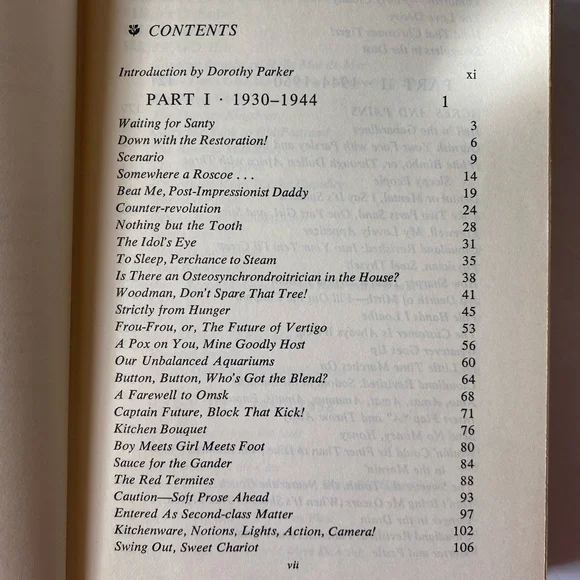 CONTENTS
Introduction by Dorothy Parker xi
PART I · 1930-1944 1
Waiting for Santy 3
Down with the Restoration! 6
Scenario 9
Somewhere a Roscoe . . . 14
Beat Me, Post-Impressionist Daddy 19
Counter-revolution 24
Nothing but the Tooth 28
The Idol's Eye 31
To Sleep, Perchance to Steam 35
Is There an Osteosynchrondroitrician in the House? 38
Woodman, Don't Spare That Tree! 41
Strictly from Hunger 45
Frou-Frou, or, The Future of Vertigo 53
A Pox on You, Mine Goodly Host 56
Our Unbalanced Aquariums 60
Button, Button, Who's Got the Blend? 64
A Farewell to Omsk 68
Captain Future, Block That Kick! 71
Kitchen Bouquet 76
Boy Meets Girl Meets Foot 80
Sauce for the Gander 84
The Red Termites 88
Caution—Soft Prose Ahead 93
Entered As Second-class Matter 97
Kitchenware, Notions, Lights, Action, Camera! 102
Swing Out, Sweet Chariot 106
vii